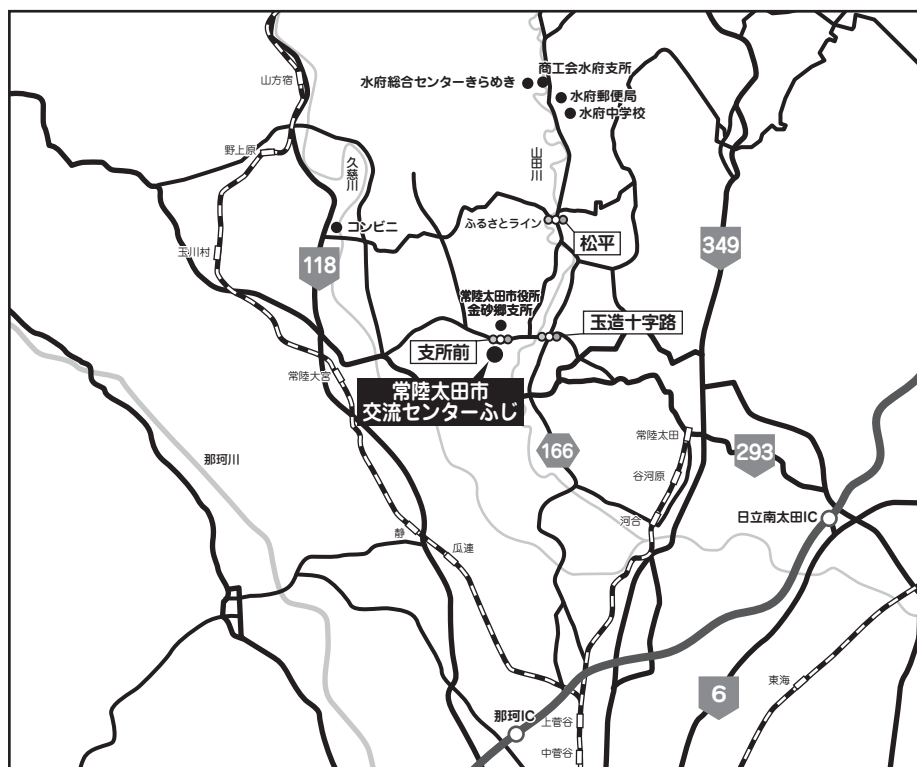 山方宿
水府総合センターきらめき
商工会水府支所
水府郵便局
水府中学校
野上原
久慈川
山田川
コンビニ
ふるさとライン
松平
349
玉川村
118
常陸太田市役所
金砂郷支所
玉造十字路
支所前
常陸大宮
常陸太田市
交流センターふじ
那珂川
166
常陸太田
293
谷河原
日立南太田IC
河合
静
瓜連
東海
6
那珂IC
上菅谷
中菅谷